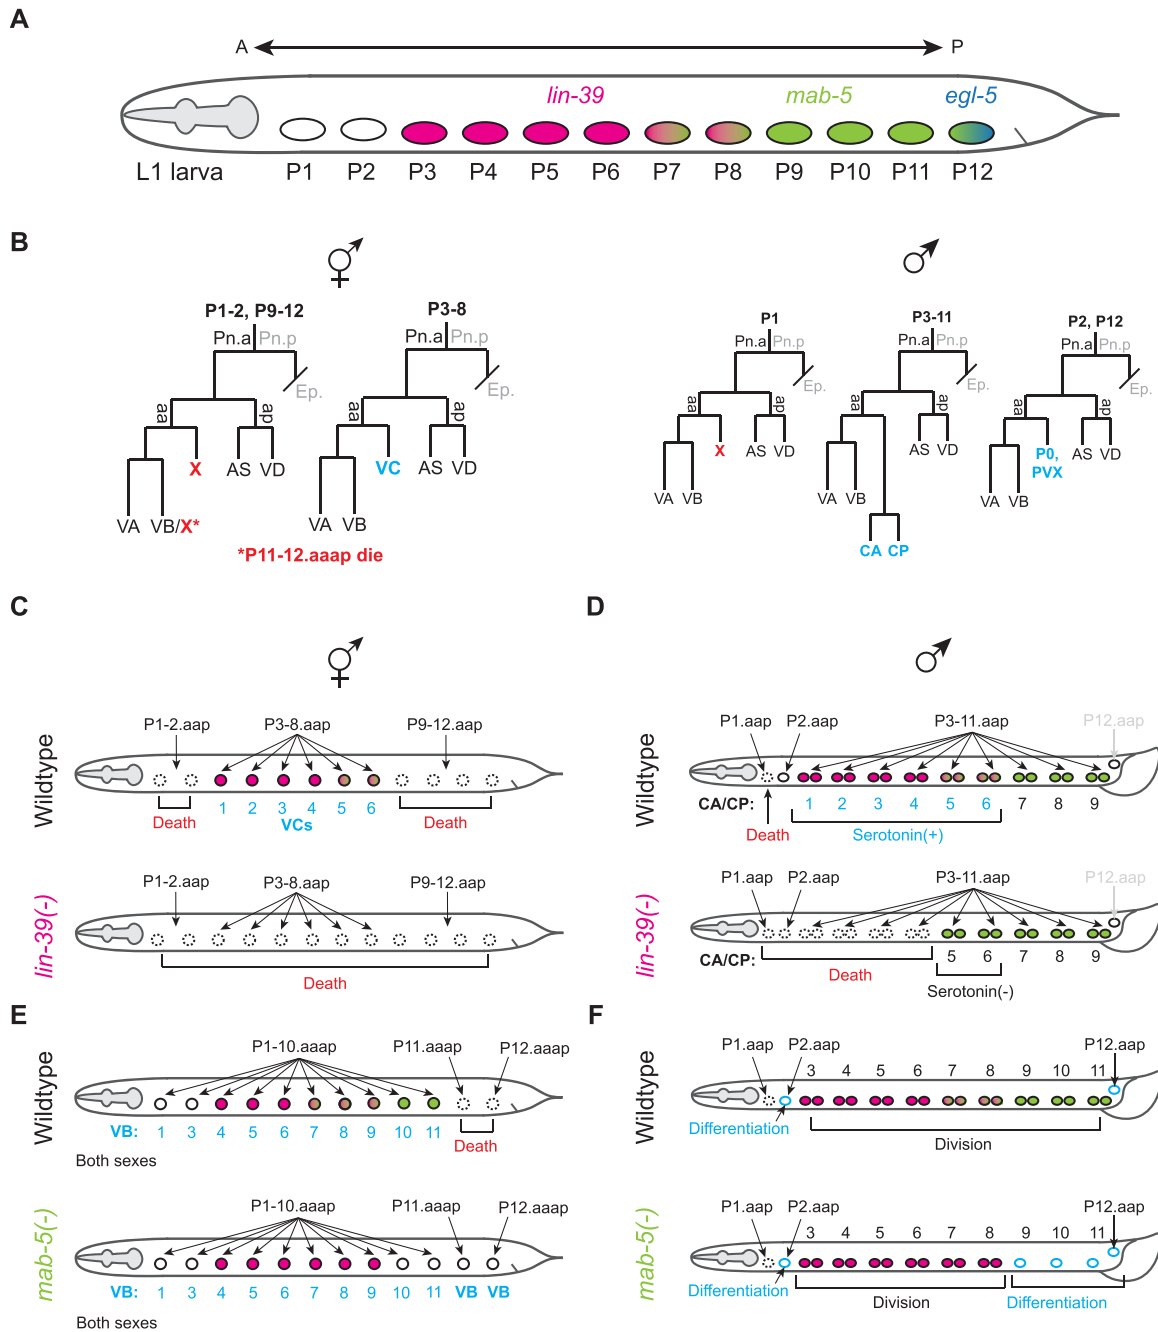 A
A P
lin-39 mab-5 egl-5
L1 larva P1 P2 P3 P4 P5 P6 P7 P8 P9 P10 P11 P12
B
P1-2, P9-12
Pn.a Pn.p
Ep.
aa ap
X AS VD
VA VB/X*
P3-8
Pn.a Pn.p
Ep.
aa ap
VC AS VD
VA VB
*P11-12.aaap die
P1
Pn.a Pn.p
Ep.
aa ap
X AS VD
VA VB
P3-11
Pn.a Pn.p
Ep.
aa ap
AS VD
VA VB
CA CP
P2, P12
Pn.a Pn.p
Ep.
aa ap
P0, AS VD
PVX
VA VB
C
Wildtype
P1-2.aap P3-8.aap P9-12.aap
1 2 3 4 5 6
Death VCs Death
lin-39(-)
P1-2.aap P3-8.aap P9-12.aap
Death
D
Wildtype
P1.aap P2.aap P3-11.aap P12.aap
CA/CP: 1 2 3 4 5 6 7 8 9
Death Serotonin(+)
lin-39(-)
P1.aap P2.aap P3-11.aap P12.aap
CA/CP: 5 6 7 8 9
Death
Serotonin(-)
E
Wildtype
P1-10.aaap P11.aaap P12.aaap
VB: 1 3 4 5 6 7 8 9 10 11
Death
Both sexes
mab-5(-)
P1-10.aaap P11.aaap P12.aaap
VB: 1 3 4 5 6 7 8 9 10 11 VB VB
Both sexes
F
Wildtype
P1.aap P2.aap P12.aap
3 4 5 6 7 8 9 10 11
Differentiation
Division
mab-5(-)
P1.aap P2.aap P12.aap
3 4 5 6 7 8 9 10 11
Differentiation
Division Differentiation